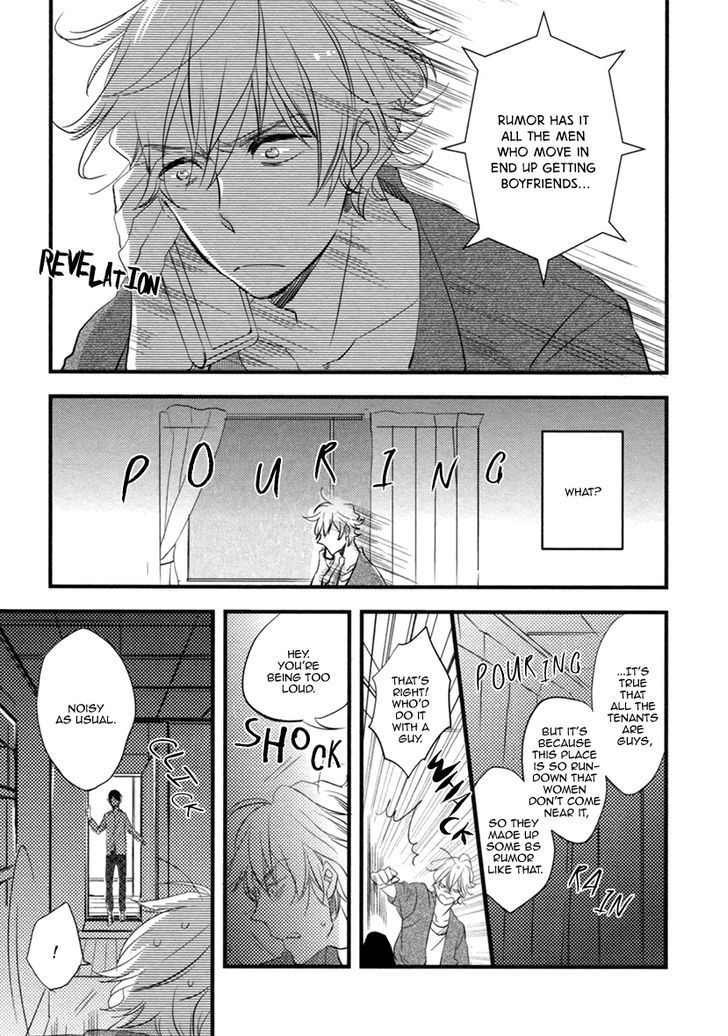 RUMOR HAS IT
ALL THE MEN
WHO MOVE IN
END UP GETTING
BOYFRIENDS...
REVELATION
WHAT?
POURING
...IT'S
TRUE
THAT
ALL THE
TENANTS
ARE
GUYS,
BUT IT'S
BECAUSE
THIS PLACE
IS SO RUN-
DOWN THAT
WOMEN
DON'T COME
NEAR IT,
SO THEY
MADE UP
SOME BS
RUMOR
LIKE THAT.
POURING
RAIN
THAT'S
RIGHT!
WHO'D
DO IT
WITH A
GUY.
WHACK
HEY.
YOU'RE
BEING TOO
LOUD.
SHOCK
NOISY
AS USUAL.
CLICK
!